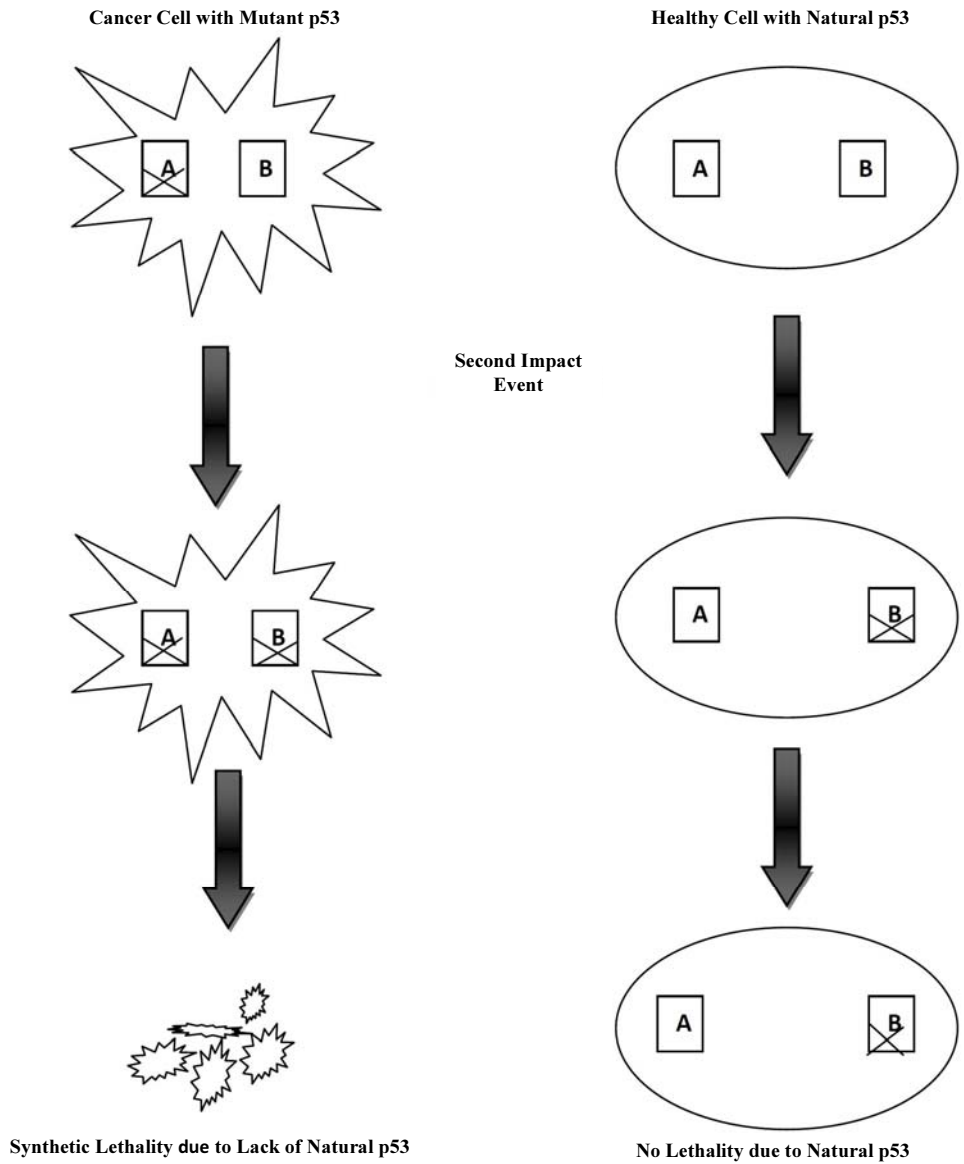 Cancer Cell with Mutant p53
Healthy Cell with Natural p53
A
B
A
B
Second Impact
Event
A
B
A
B
A
B
Synthetic Lethality due to Lack of Natural p53
No Lethality due to Natural p53